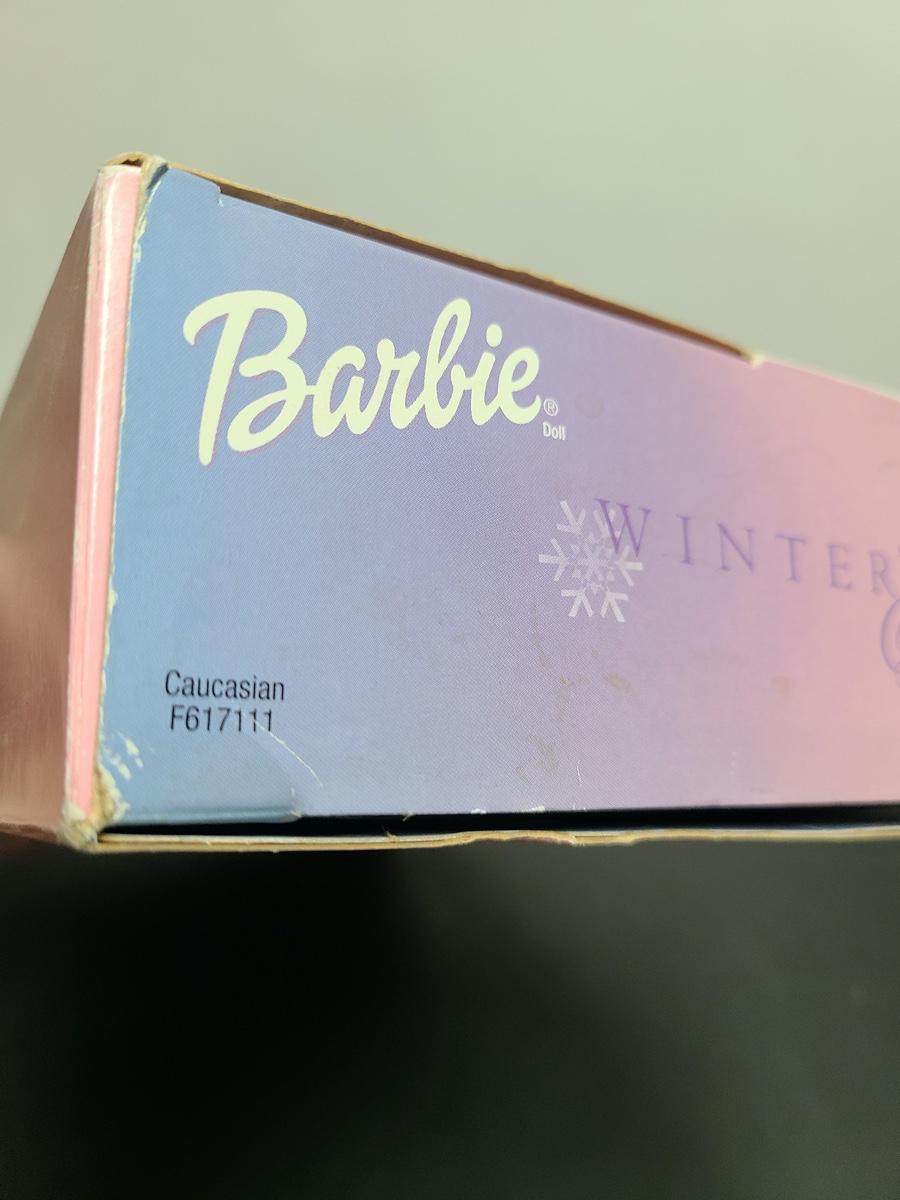 Barbie®
Doll
WINTER
Caucasian
F617111